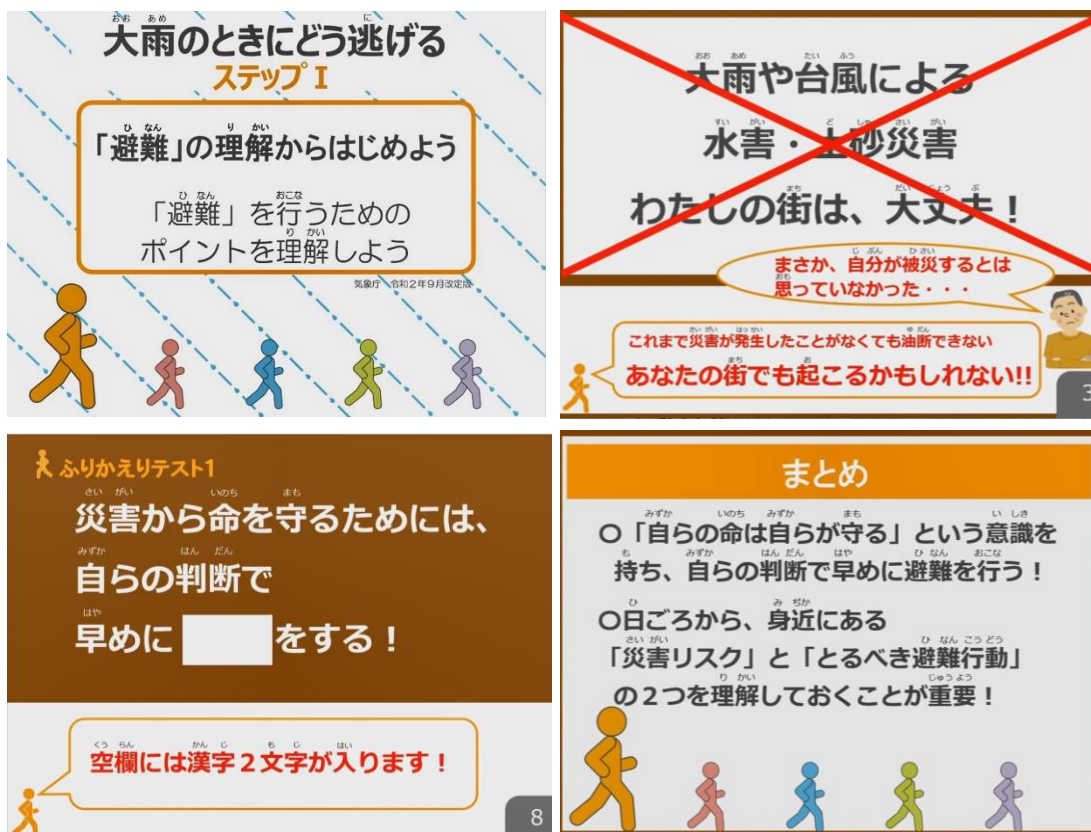 大雨のときにどう逃げる
ステップⅠ
「避難」の理解からはじめよう
「避難」を行うための
ポイントを理解しよう
気象庁 令和２年９月改定版
大雨や台風による
水害・土砂災害
わたしの街は、大丈夫！
まさか、自分が被災するとは
思っていなかった・・・
これまで災害が発生したことがなくても油断できない
あなたの街でも起こるかもしれない!!
3
ふりかえりテスト1
災害から命を守るためには、
自らの判断で
早めに をする！
空欄には漢字２文字が入ります！
8
まとめ
〇「自らの命は自らが守る」という意識を
持ち、自らの判断で早めに避難を行う！
〇日ごろから、身近にある
「災害リスク」と「とるべき避難行動」
の２つを理解しておくことが重要！